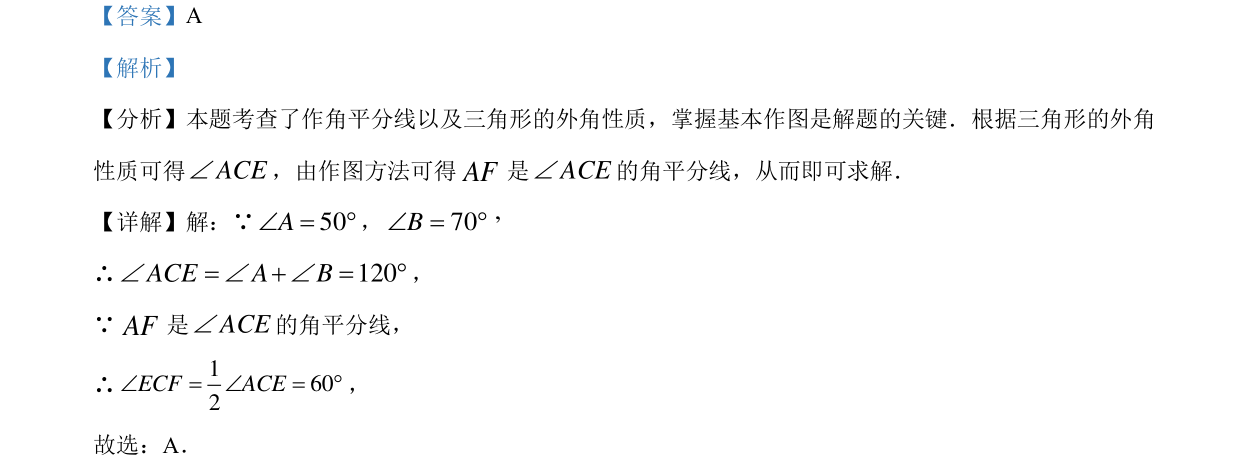 【答案】A
【解析】
【分析】本题考查了作角平分线以及三角形的外角性质，掌握基本作图是解题的关键．根据三角形的外角
性质可得∠ACE，由作图方法可得 AF 是∠ACE的角平分线，从而即可求解．
【详解】解：∵∠A=50°，∠B=70°，
∴∠ACE=∠A+∠B=120°，
∵ AF 是∠ACE的角平分线，
∴∠ECF=\frac{1}{2}∠ACE=60°，
故选：A．